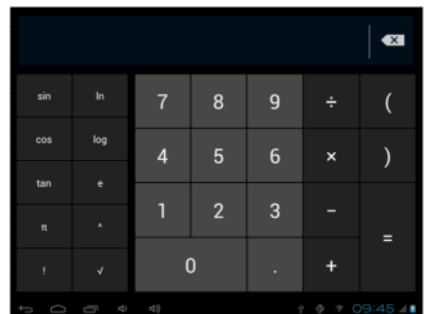 sin ln 7 8 9 ÷ (
cos log 4 5 6 × )
tan e 1 2 3 −
π ^ =
! √ 0 . +
09:45